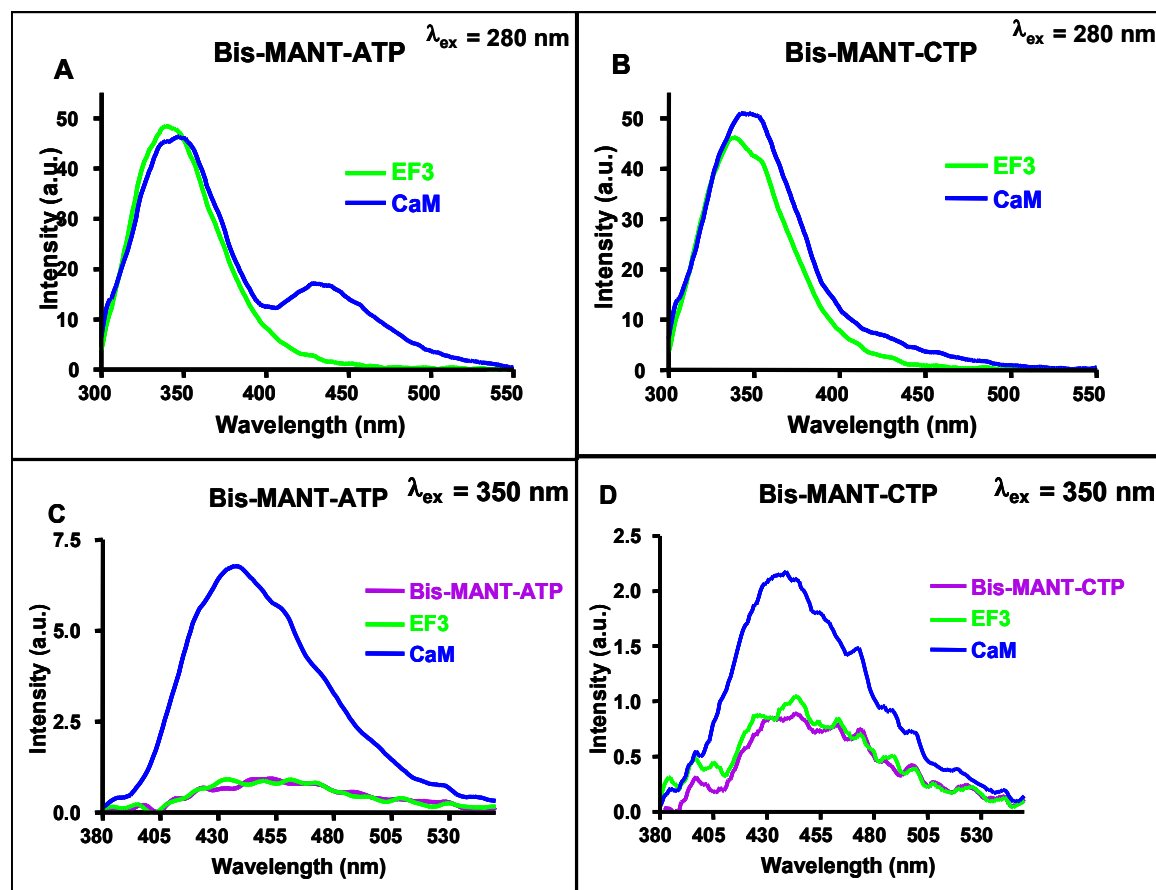 A
Bis-MANT-ATP
λex = 280 nm
Intensity (a.u.)
50
40
30
20
10
0
EF3
CaM
300 350 400 450 500 550
Wavelength (nm)
B
Bis-MANT-CTP
λex = 280 nm
Intensity (a.u.)
50
40
30
20
10
0
EF3
CaM
300 350 400 450 500 550
Wavelength (nm)
C
Bis-MANT-ATP
λex = 350 nm
Intensity (a.u.)
7.5
5.0
2.5
0.0
Bis-MANT-ATP
EF3
CaM
380 405 430 455 480 505 530
Wavelength (nm)
D
Bis-MANT-CTP
λex = 350 nm
Intensity (a.u.)
2.5
2.0
1.5
1.0
0.5
0.0
Bis-MANT-CTP
EF3
CaM
380 405 430 455 480 505 530
Wavelength (nm)